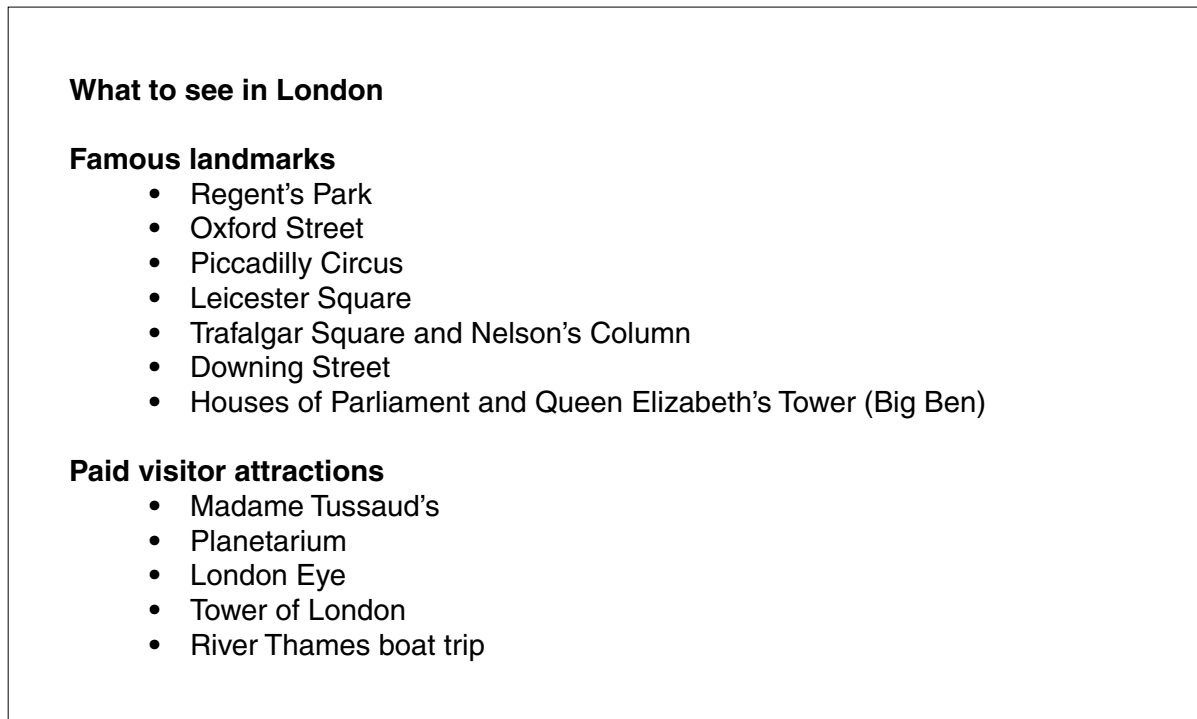 What to see in London
Famous landmarks
• Regent’s Park
• Oxford Street
• Piccadilly Circus
• Leicester Square
• Trafalgar Square and Nelson’s Column
• Downing Street
• Houses of Parliament and Queen Elizabeth’s Tower (Big Ben)
Paid visitor attractions
• Madame Tussaud’s
• Planetarium
• London Eye
• Tower of London
• River Thames boat trip